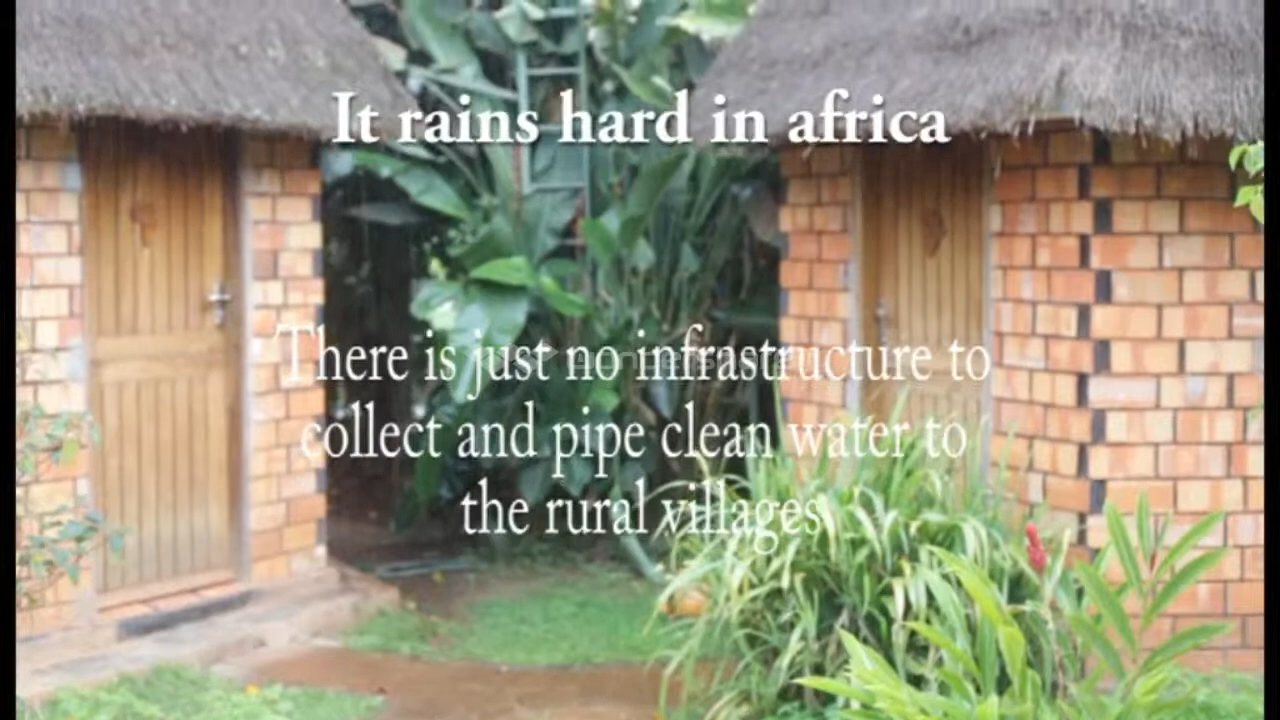 It rains hard in africa
There is just no infrastructure to
collect and pipe clean water to
the rural villages